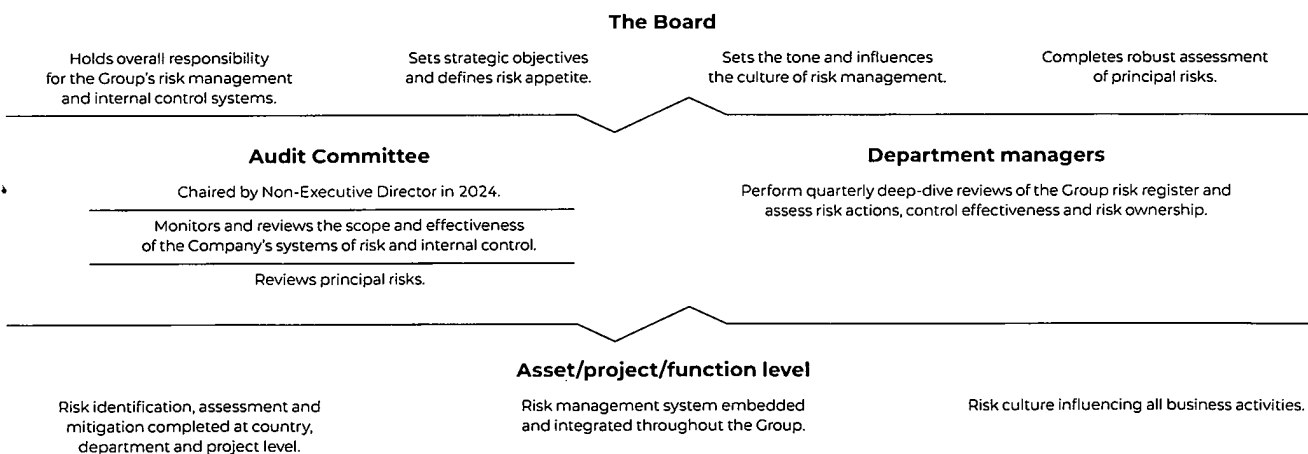 The Board
Holds overall responsibility
for the Group's risk management
and internal control systems.
Sets strategic objectives
and defines risk appetite.
Sets the tone and influences
the culture of risk management.
Completes robust assessment
of principal risks.
Audit Committee
Chaired by Non-Executive Director in 2024.
Monitors and reviews the scope and effectiveness
of the Company's systems of risk and internal control.
Reviews principal risks.
Department managers
Perform quarterly deep-dive reviews of the Group risk register and
assess risk actions, control effectiveness and risk ownership.
Asset/project/function level
Risk identification, assessment and
mitigation completed at country,
department and project level.
Risk management system embedded
and integrated throughout the Group.
Risk culture influencing all business activities.